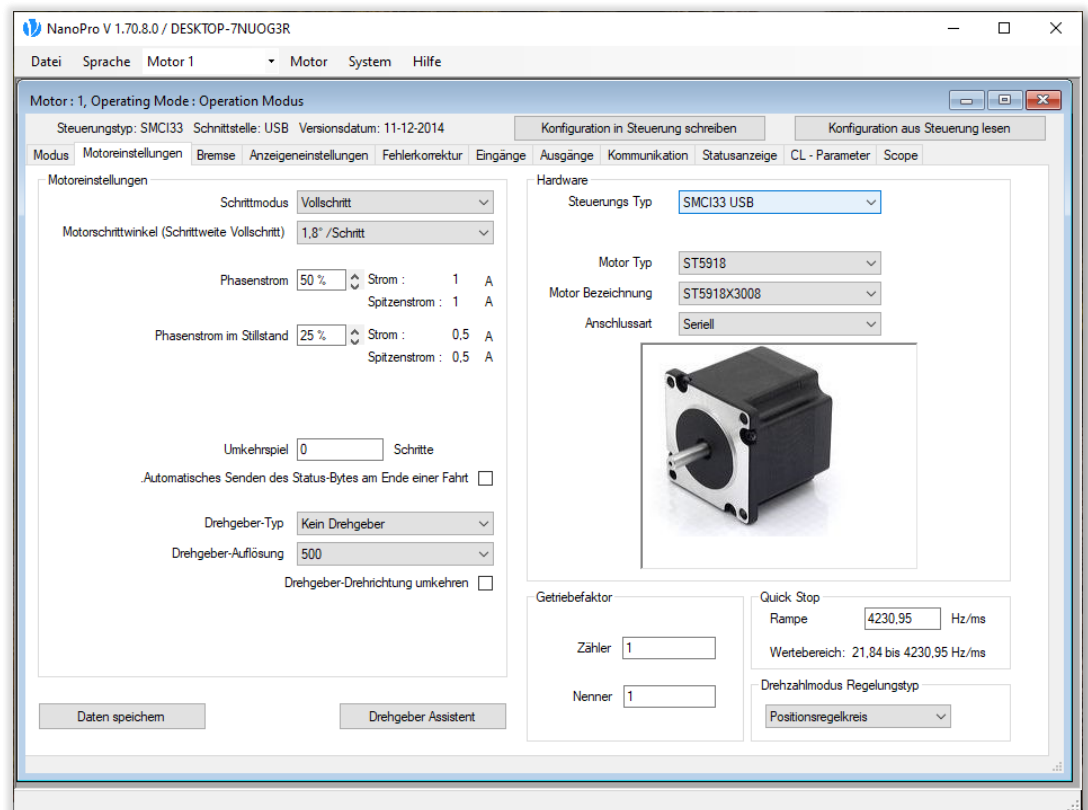 NanoPro V 1.70.8.0 / DESKTOP-7NUOG3R
Datei Sprache Motor 1 Motor System Hilfe
Motor : 1, Operating Mode : Operation Modus
Steuerungstyp: SMCI33 Schnittstelle: USB Versionsdatum: 11-12-2014 Konfiguration in Steuerung schreiben Konfiguration aus Steuerung lesen
Modus Motoreinstellungen Bremse Anzeigeneinstellungen Fehlerkorrektur Eingänge Ausgänge Kommunikation Statusanzeige CL - Parameter Scope
Motoreinstellungen
Schrittmodus Vollschritt
Motorschrittwinkel (Schrittweite Vollschritt) 1,8° /Schritt
Phasenstrom 50 % Strom : 1 A
Spitzenstrom : 1 A
Phasenstrom im Stillstand 25 % Strom : 0,5 A
Spitzenstrom : 0,5 A
Umkehrspiel 0 Schritte
.Automatisches Senden des Status-Bytes am Ende einer Fahrt
Drehgeber-Typ Kein Drehgeber
Drehgeber-Auflösung 500
Drehgeber-Drehrichtung umkehren
Daten speichern Drehgeber Assistent
Hardware
Steuerungs Typ SMCI33 USB
Motor Typ ST5918
Motor Bezeichnung ST5918X3008
Anschlussart Seriell
Getriebefaktor
Zähler 1
Nenner 1
Quick Stop
Rampe 4230,95 Hz/ms
Wertebereich: 21,84 bis 4230,95 Hz/ms
Drehzahlmodus Regelungstyp
Positionsregelkreis